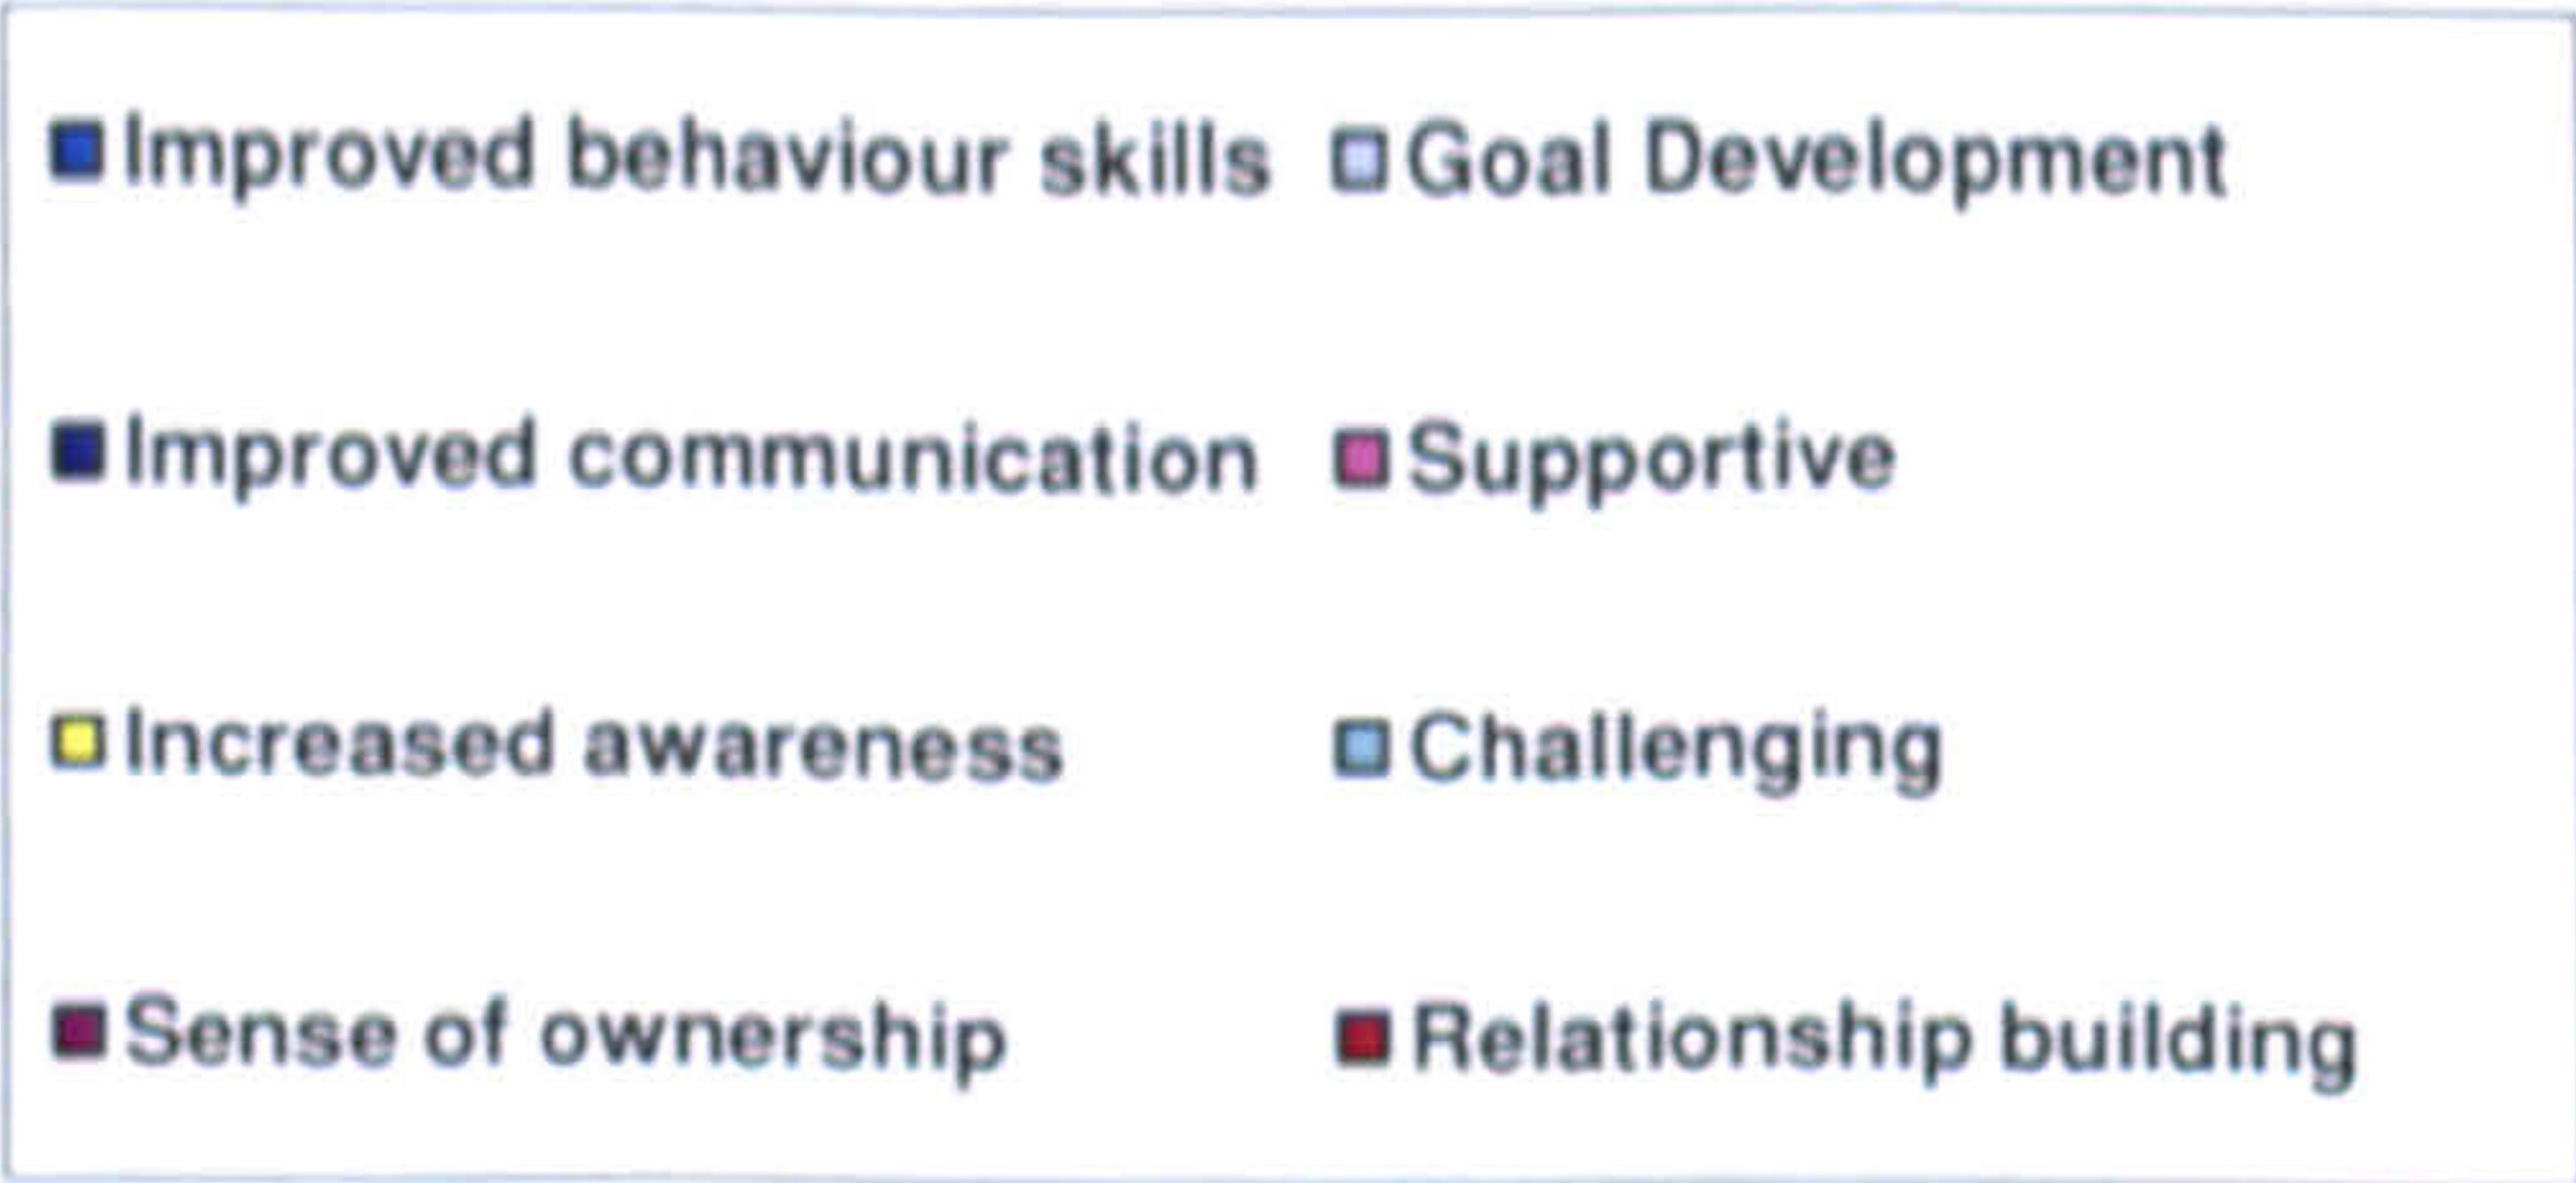 Improved behaviour skills
Goal Development
Improved communication
Supportive
Increased awareness
Challenging
Sense of ownership
Relationship building